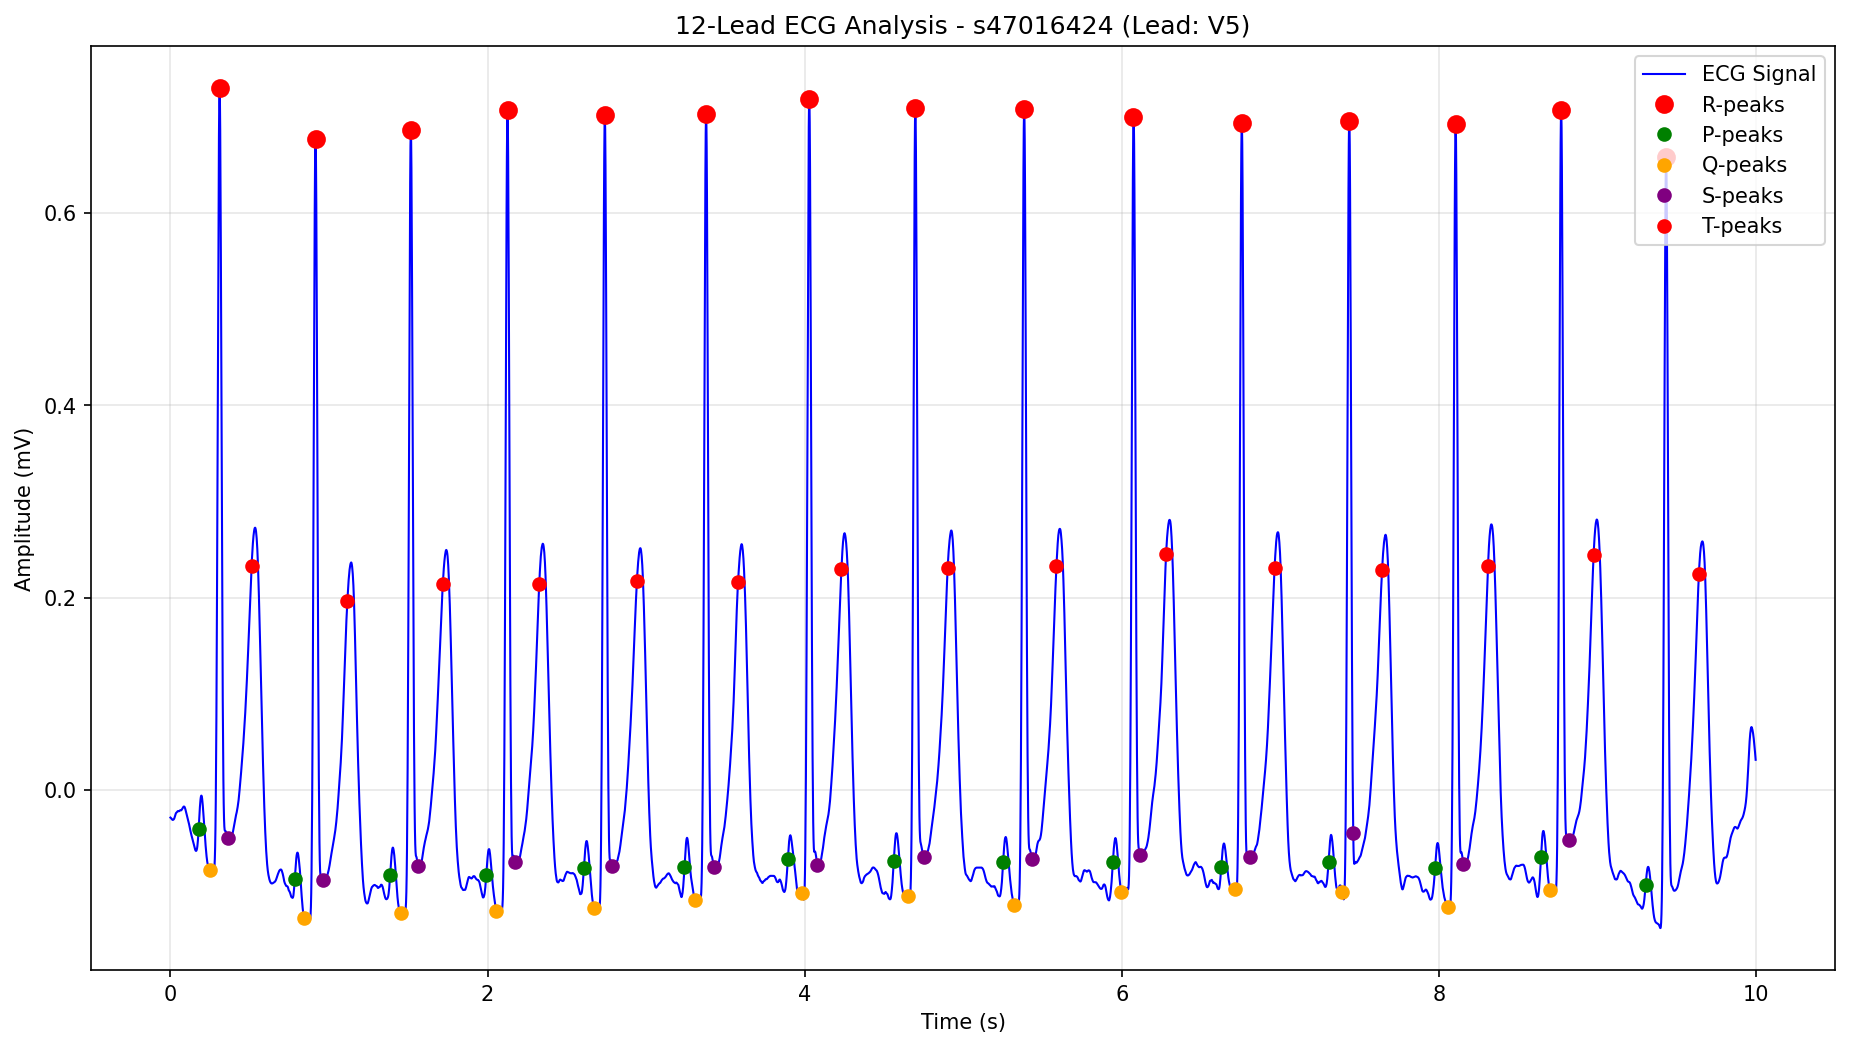 12-Lead ECG Analysis - s47016424 (Lead: V5)
ECG Signal
R-peaks
P-peaks
Q-peaks
S-peaks
T-peaks
Amplitude (mV)
0.6
0.4
0.2
0.0
0 2 4 6 8 10
Time (s)